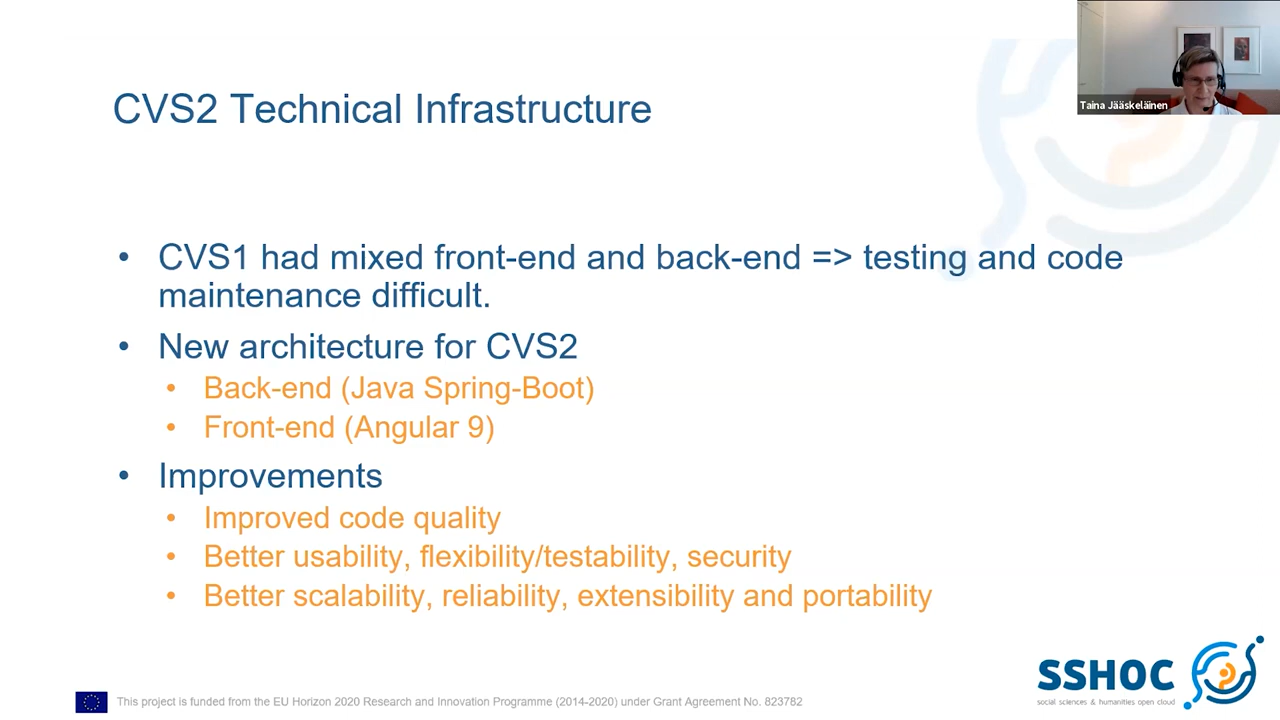 Taina Jääskeläinen
CVS2 Technical Infrastructure
• CVS1 had mixed front-end and back-end => testing and code
maintenance difficult.
• New architecture for CVS2
• Back-end (Java Spring-Boot)
• Front-end (Angular 9)
• Improvements
• Improved code quality
• Better usability, flexibility/testability, security
• Better scalability, reliability, extensibility and portability
SSHOC
social sciences & humanities open cloud
This project is funded from the EU Horizon 2020 Research and Innovation Programme (2014-2020) under Grant Agreement No. 823782